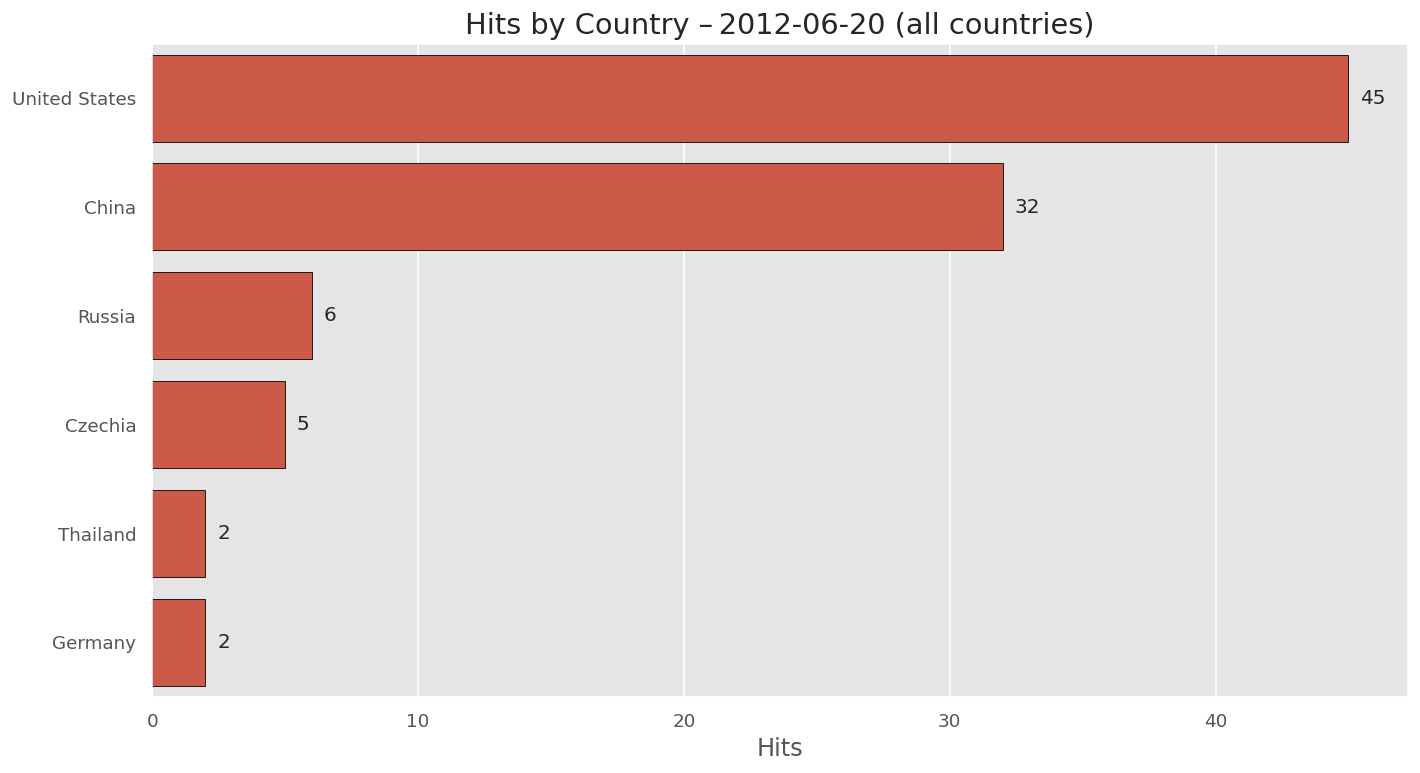 Hits by Country – 2012-06-20 (all countries)
United States 45
China 32
Russia 6
Czechia 5
Thailand 2
Germany 2
0 10 20 30 40
Hits